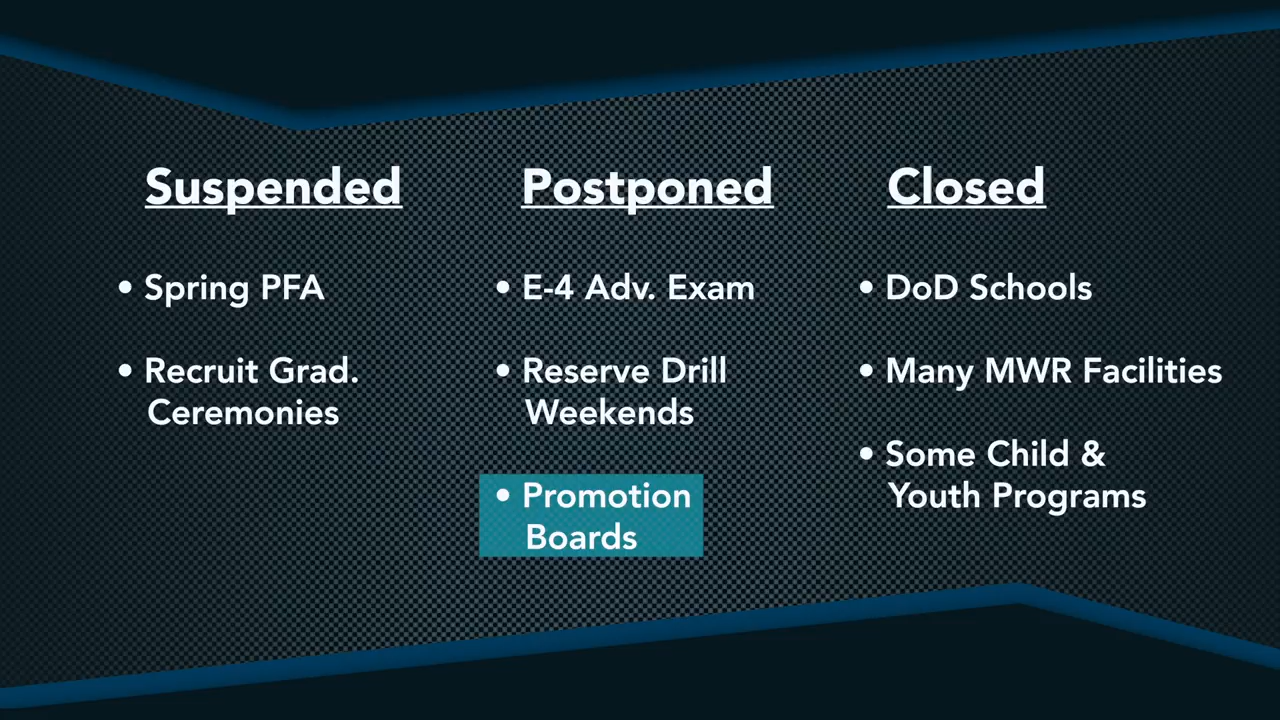 Suspended
• Spring PFA
• Recruit Grad.
Ceremonies
Postponed
• E-4 Adv. Exam
• Reserve Drill
Weekends
• Promotion
Boards
Closed
• DoD Schools
• Many MWR Facilities
• Some Child &
Youth Programs